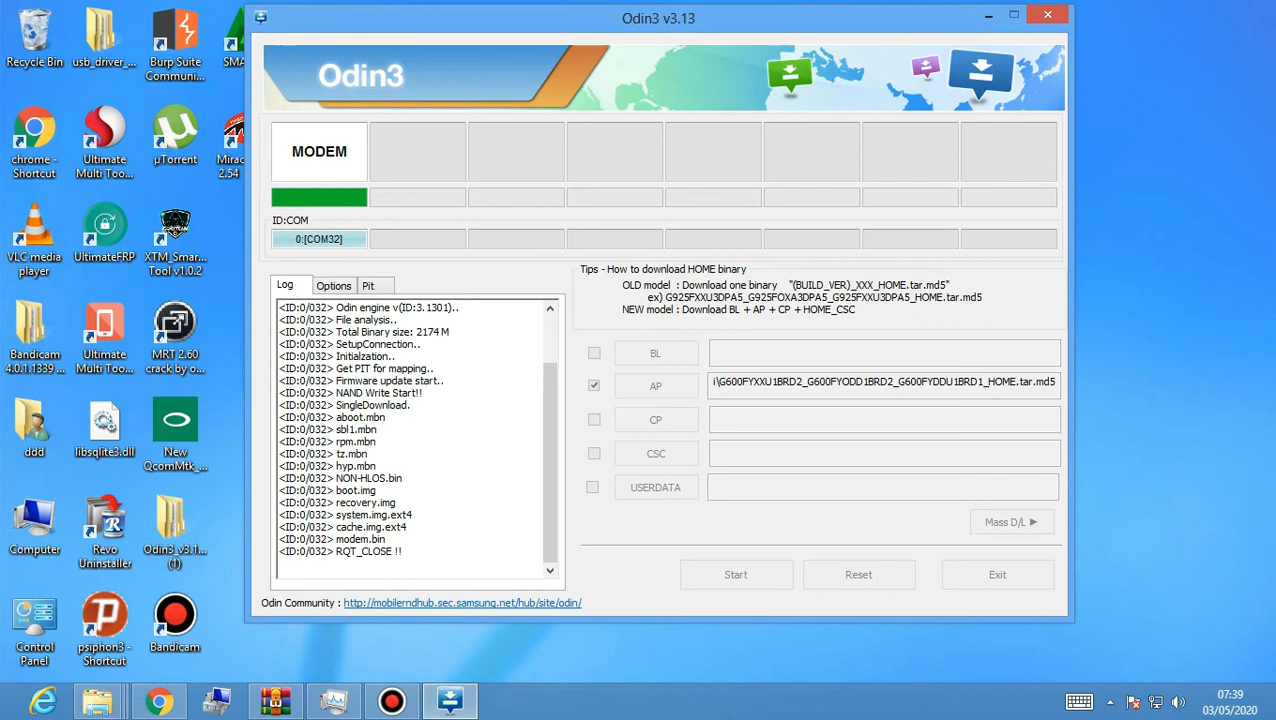 Odin3 v3.13
Odin3
MODEM
ID:COM
0:[COM32]
Log
Options
Pit
<ID:0/032> Odin engine v(ID:3.1301)..
<ID:0/032> File analysis..
<ID:0/032> Total Binary size: 2174 M
<ID:0/032> SetupConnection..
<ID:0/032> Initialzation..
<ID:0/032> Get PIT for mapping..
<ID:0/032> Firmware update start..
<ID:0/032> NAND Write Start!!
<ID:0/032> SingleDownload.
<ID:0/032> aboot.mbn
<ID:0/032> sbl1.mbn
<ID:0/032> rpm.mbn
<ID:0/032> tz.mbn
<ID:0/032> hyp.mbn
<ID:0/032> NON-HLOS.bin
<ID:0/032> boot.img
<ID:0/032> recovery.img
<ID:0/032> system.img.ext4
<ID:0/032> cache.img.ext4
<ID:0/032> modem.bin
<ID:0/032> RQT_CLOSE !!
Tips - How to download HOME binary
OLD model : Download one binary "(BUILD_VER)_XXX_HOME.tar.md5"
ex) G925FXXU3DPA5_G925FOXA3DPA5_G925FXXU3DPA5_HOME.tar.md5
NEW model : Download BL + AP + CP + HOME_CSC
BL
AP
i\G600FYXXU1BRD2_G600FYODD1BRD2_G600FYDDU1BRD1_HOME.tar.md5
CP
CSC
USERDATA
Mass D/L ►
Start
Reset
Exit
Odin Community : http://mobilerndhub.sec.samsung.net/hub/site/odin/
Recycle Bin
usb_driver_...
Burp Suite
Communi...
SMA
chrome -
Shortcut
Ultimate
Multi Too...
µTorrent
Mirac
2.54
VLC media
player
UltimateFRP
XTM_Smar...
Tool v1.0.2
Bandicam
4.0.1.1339 ...
Ultimate
Multi Too...
MRT 2.60
crack by o...
ddd
libsqlite3.dll
New
QcomMtk_...
Computer
Revo
Uninstaller
Odin3_v3.1...
(1)
Control
Panel
psiphon3 -
Shortcut
Bandicam
07:39
03/05/2020